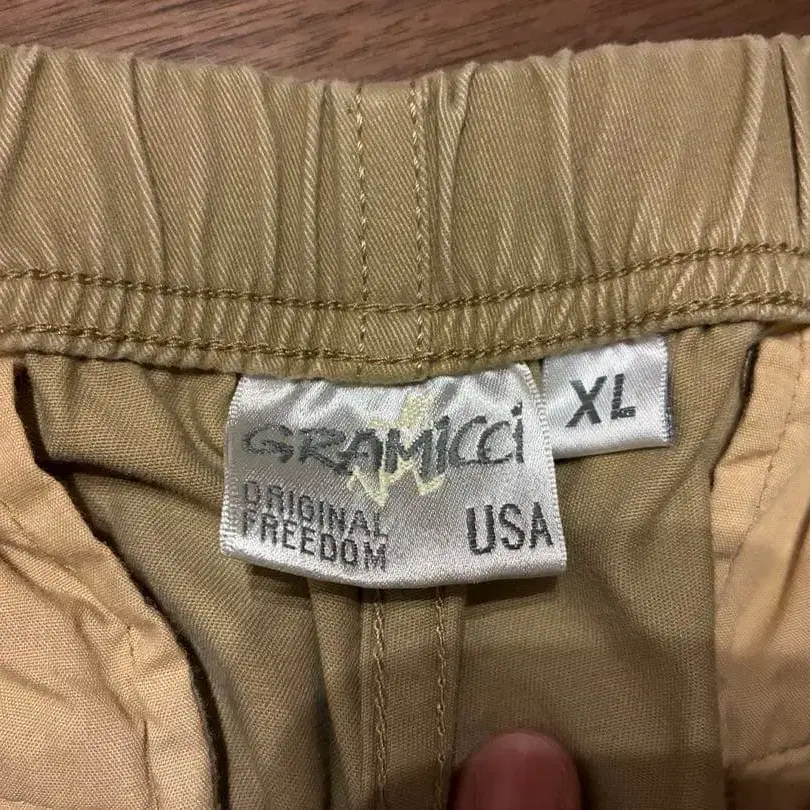 GRAMiCCi
XL
ORIGINAL
FREEDOM
USA